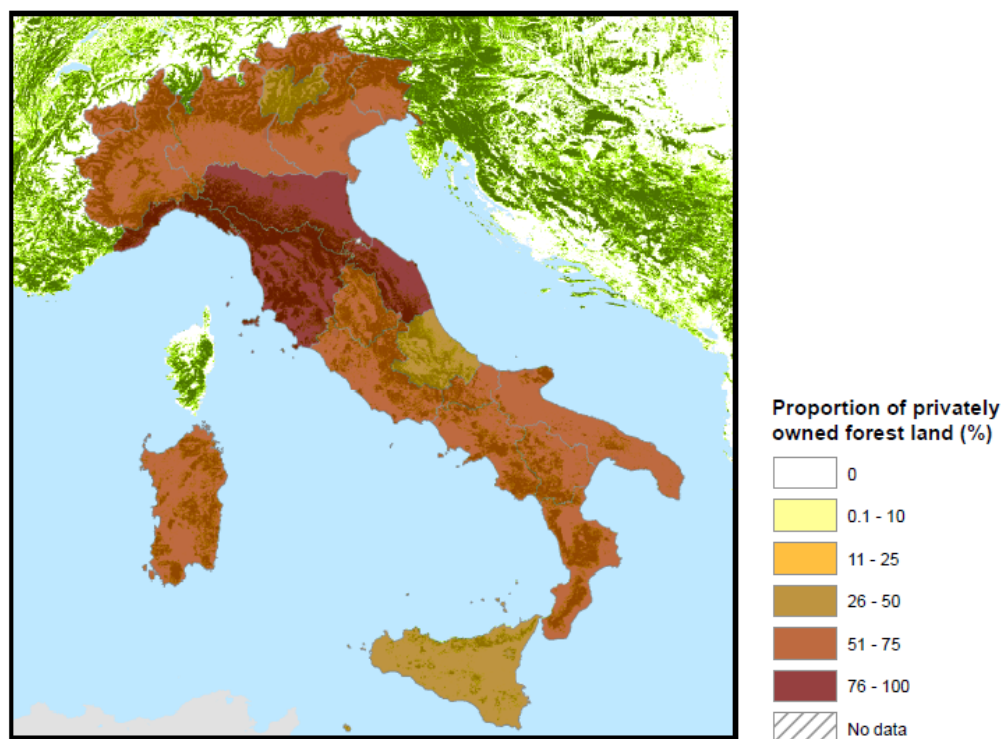 Proportion of privately
owned forest land (%)
0
0.1 - 10
11 - 25
26 - 50
51 - 75
76 - 100
No data